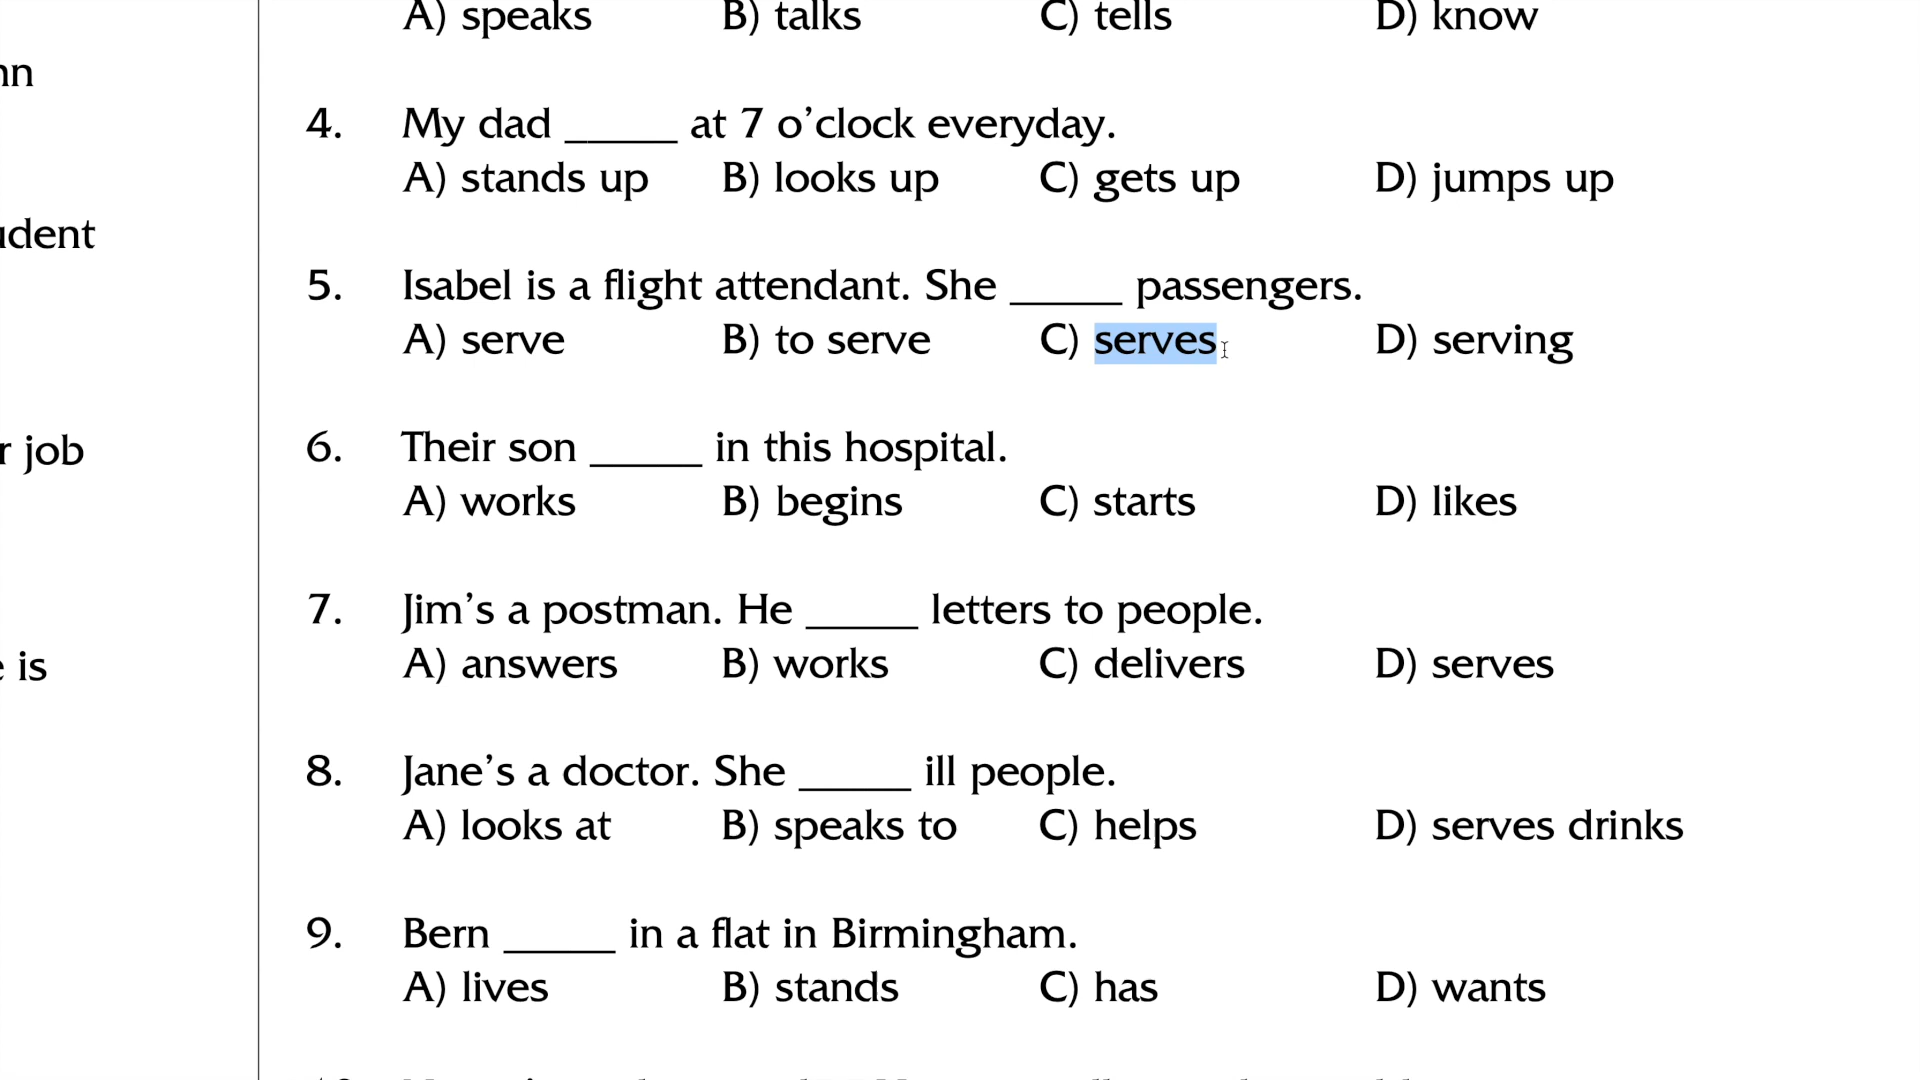 A) speaks B) talks C) tells D) know
4. My dad _____ at 7 o’clock everyday.
A) stands up B) looks up C) gets up D) jumps up
5. Isabel is a flight attendant. She _____ passengers.
A) serve B) to serve C) serves D) serving
6. Their son _____ in this hospital.
A) works B) begins C) starts D) likes
r job
7. Jim’s a postman. He _____ letters to people.
A) answers B) works C) delivers D) serves
is
8. Jane’s a doctor. She _____ ill people.
A) looks at B) speaks to C) helps D) serves drinks
9. Bern _____ in a flat in Birmingham.
A) lives B) stands C) has D) wants